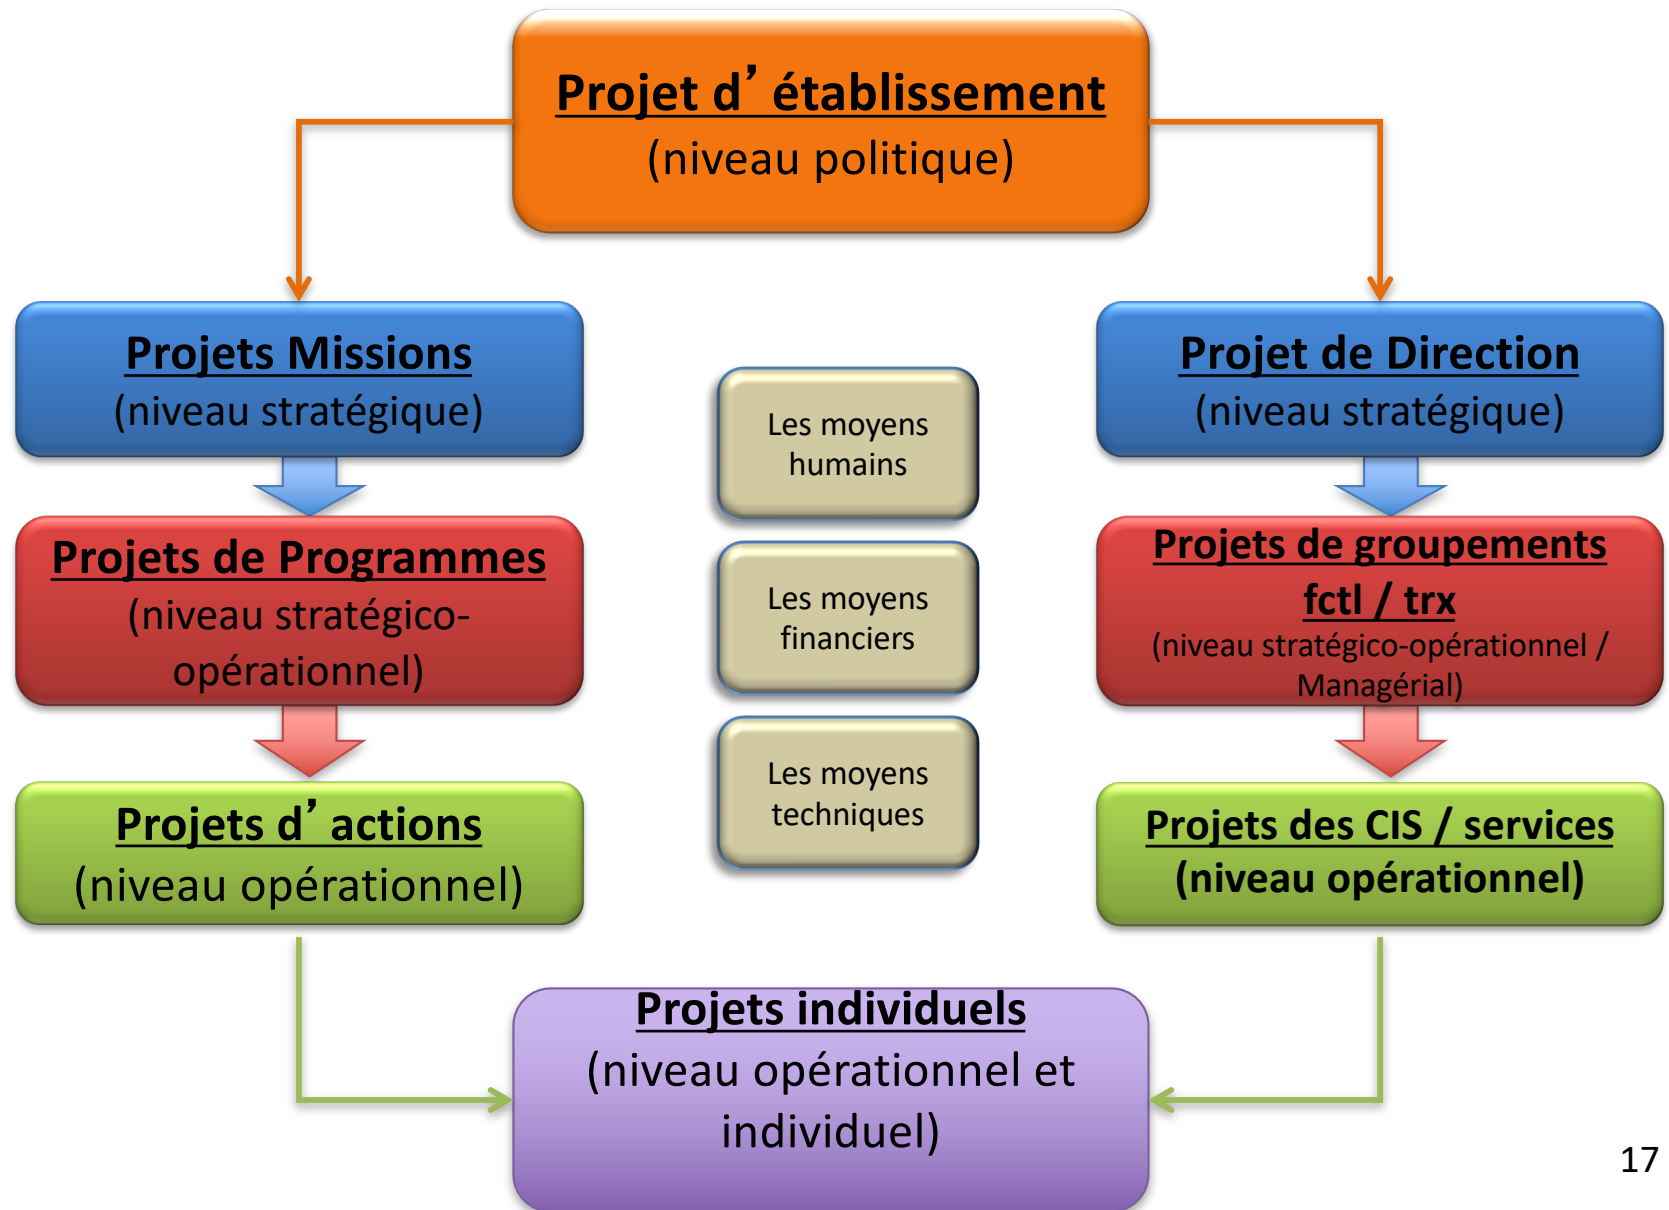 Projet d’ établissement
(niveau politique)
Projets Missions
(niveau stratégique)
Projets de Programmes
(niveau stratégico-
opérationnel)
Projets d’ actions
(niveau opérationnel)
Les moyens
humains
Les moyens
financiers
Les moyens
techniques
Projet de Direction
(niveau stratégique)
Projets de groupements
fctl / trx
(niveau stratégico-opérationnel /
Managérial)
Projets des CIS / services
(niveau opérationnel)
Projets individuels
(niveau opérationnel et
individuel)
17